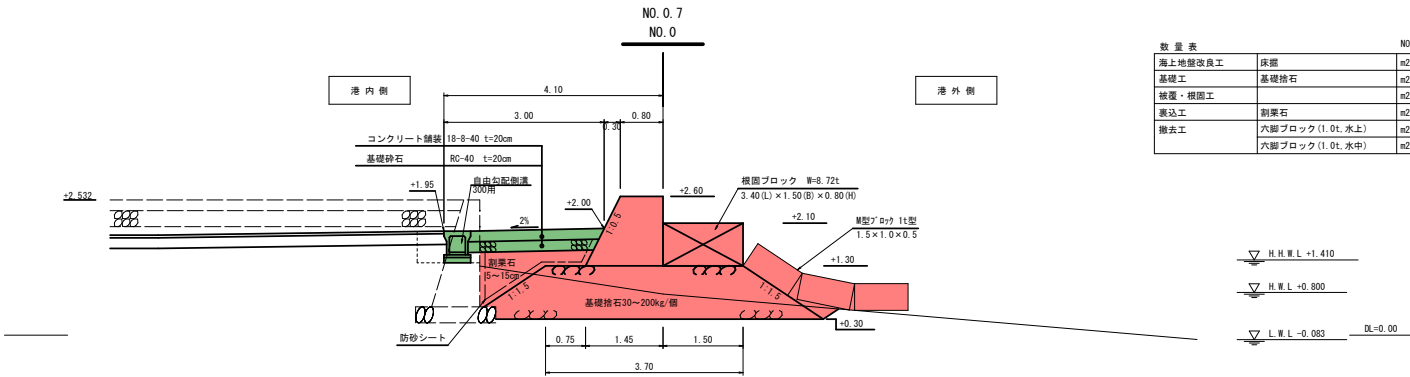 NO.0.7
NO.0
港内側
港外側
4.10
3.00
0.30
0.80
コンクリート舗装 18-8-40 t=20cm
基礎砕石 RC-40 t=20cm
+2.532
+1.95
自由勾配側溝
300用
2%
+2.00
1:0.5
+2.60
根固ブロック W=8.72t
3.40(L)×1.50(B)×0.80(H)
+2.10
M型ブロック 1t型
1.5×1.0×0.5
+1.30
割栗石
5～15cm
1:1.5
1:1.5
基礎捨石30～200kg/個
防砂シート
+0.30
0.75
1.45
1.50
3.70
H.H.W.L +1.410
H.W.L +0.800
L.W.L -0.083
DL=0.00
数量表 NO
海上地盤改良工 床掘 m2
基礎工 基礎捨石 m2
被覆・根固工 m2
裏込工 割栗石 m2
撤去工 六脚ブロック(1.0t,水上) m2
六脚ブロック(1.0t,水中) m2